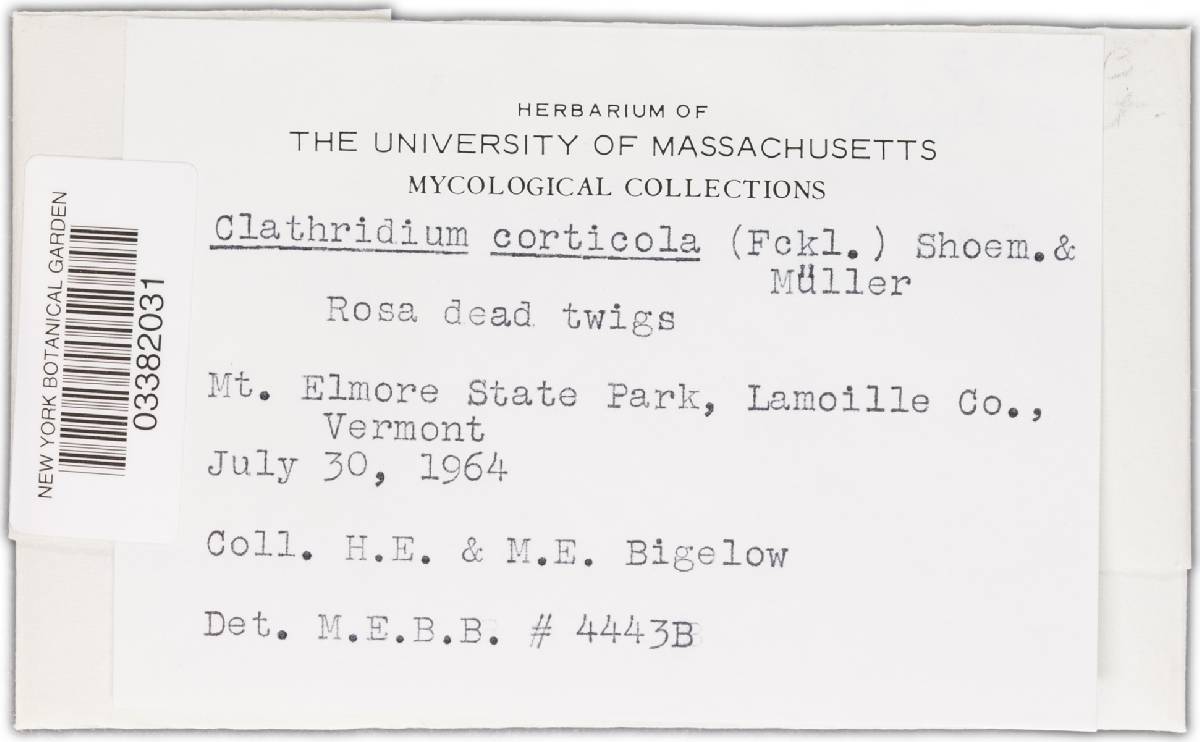 HERBARIUM OF
THE UNIVERSITY OF MASSACHUSETTS
MYCOLOGICAL COLLECTIONS
Clathridium corticola (Fckl.) Shoem.&
Müller
Rosa dead twigs
Mt. Elmore State Park, Lamoille Co.,
Vermont
July 30, 1964
Coll. H.E. & M.E. Bigelow
Det. M.E.B.B. # 4443B
NEW YORK BOTANICAL GARDEN
03382031